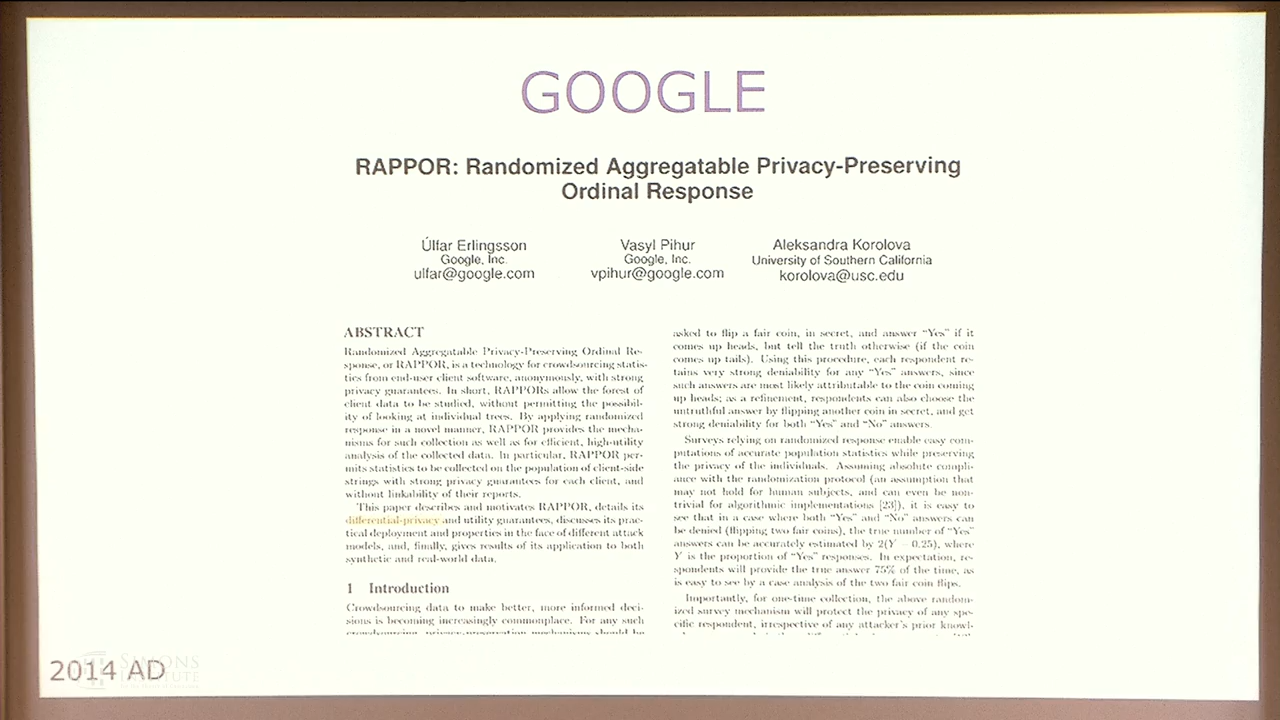 GOOGLE
RAPPOR: Randomized Aggregatable Privacy-Preserving
Ordinal Response
Úlfar Erlingsson
Google, Inc.
ulfar@google.com
Vasyl Pihur
Google, Inc.
vpihur@google.com
Aleksandra Korolova
University of Southern California
korolova@usc.edu
ABSTRACT
Randomized Aggregatable Privacy-Preserving Ordinal Re-
sponse, or RAPPOR, is a technology for crowdsourcing statis-
tics from end-user client software, anonymously, with strong
privacy guarantees. In short, RAPPORs allow the forest of
client data to be studied, without permitting the possibil-
ity of looking at individual trees. By applying randomized
response in a novel manner, RAPPOR provides the mecha-
nisms for such collection as well as for efficient, high-utility
analysis of the collected data. In particular, RAPPOR per-
mits statistics to be collected on the population of client-side
strings with strong privacy guarantees for each client, and
without linkability of their reports.
This paper describes and motivates RAPPOR, details its
differential-privacy and utility guarantees, discusses its prac-
tical deployment and properties in the face of different attack
models, and, finally, gives results of its application to both
synthetic and real-world data.
1 Introduction
Crowdsourcing data to make better, more informed deci-
sions is becoming increasingly commonplace. For any such
crowdsourcing, privacy-preservation mechanisms should be
asked to flip a fair coin, in secret, and answer "Yes" if it
comes up heads, but tell the truth otherwise (if the coin
comes up tails). Using this procedure, each respondent re-
tains very strong deniability for any "Yes" answers, since
such answers are most likely attributable to the coin coming
up heads; as a refinement, respondents can also choose the
untruthful answer by flipping another coin in secret, and get
strong deniability for both "Yes" and "No" answers.
Surveys relying on randomized response enable easy com-
putations of accurate population statistics while preserving
the privacy of the individuals. Assuming absolute compli-
ance with the randomization protocol (an assumption that
may not hold for human subjects, and can even be non-
trivial for algorithmic implementations [23]), it is easy to
see that in a case where both "Yes" and "No" answers can
be denied (flipping two fair coins), the true number of "Yes"
answers can be accurately estimated by 2(Y − 0.25), where
Y is the proportion of "Yes" responses. In expectation, re-
spondents will provide the true answer 75% of the time, as
is easy to see by a case analysis of the two fair coin flips.
Importantly, for one-time collection, the above random-
ized survey mechanism will protect the privacy of any spe-
cific respondent, irrespective of any attacker's prior knowl-
2014 AD
SIMONS
INSTITUTE